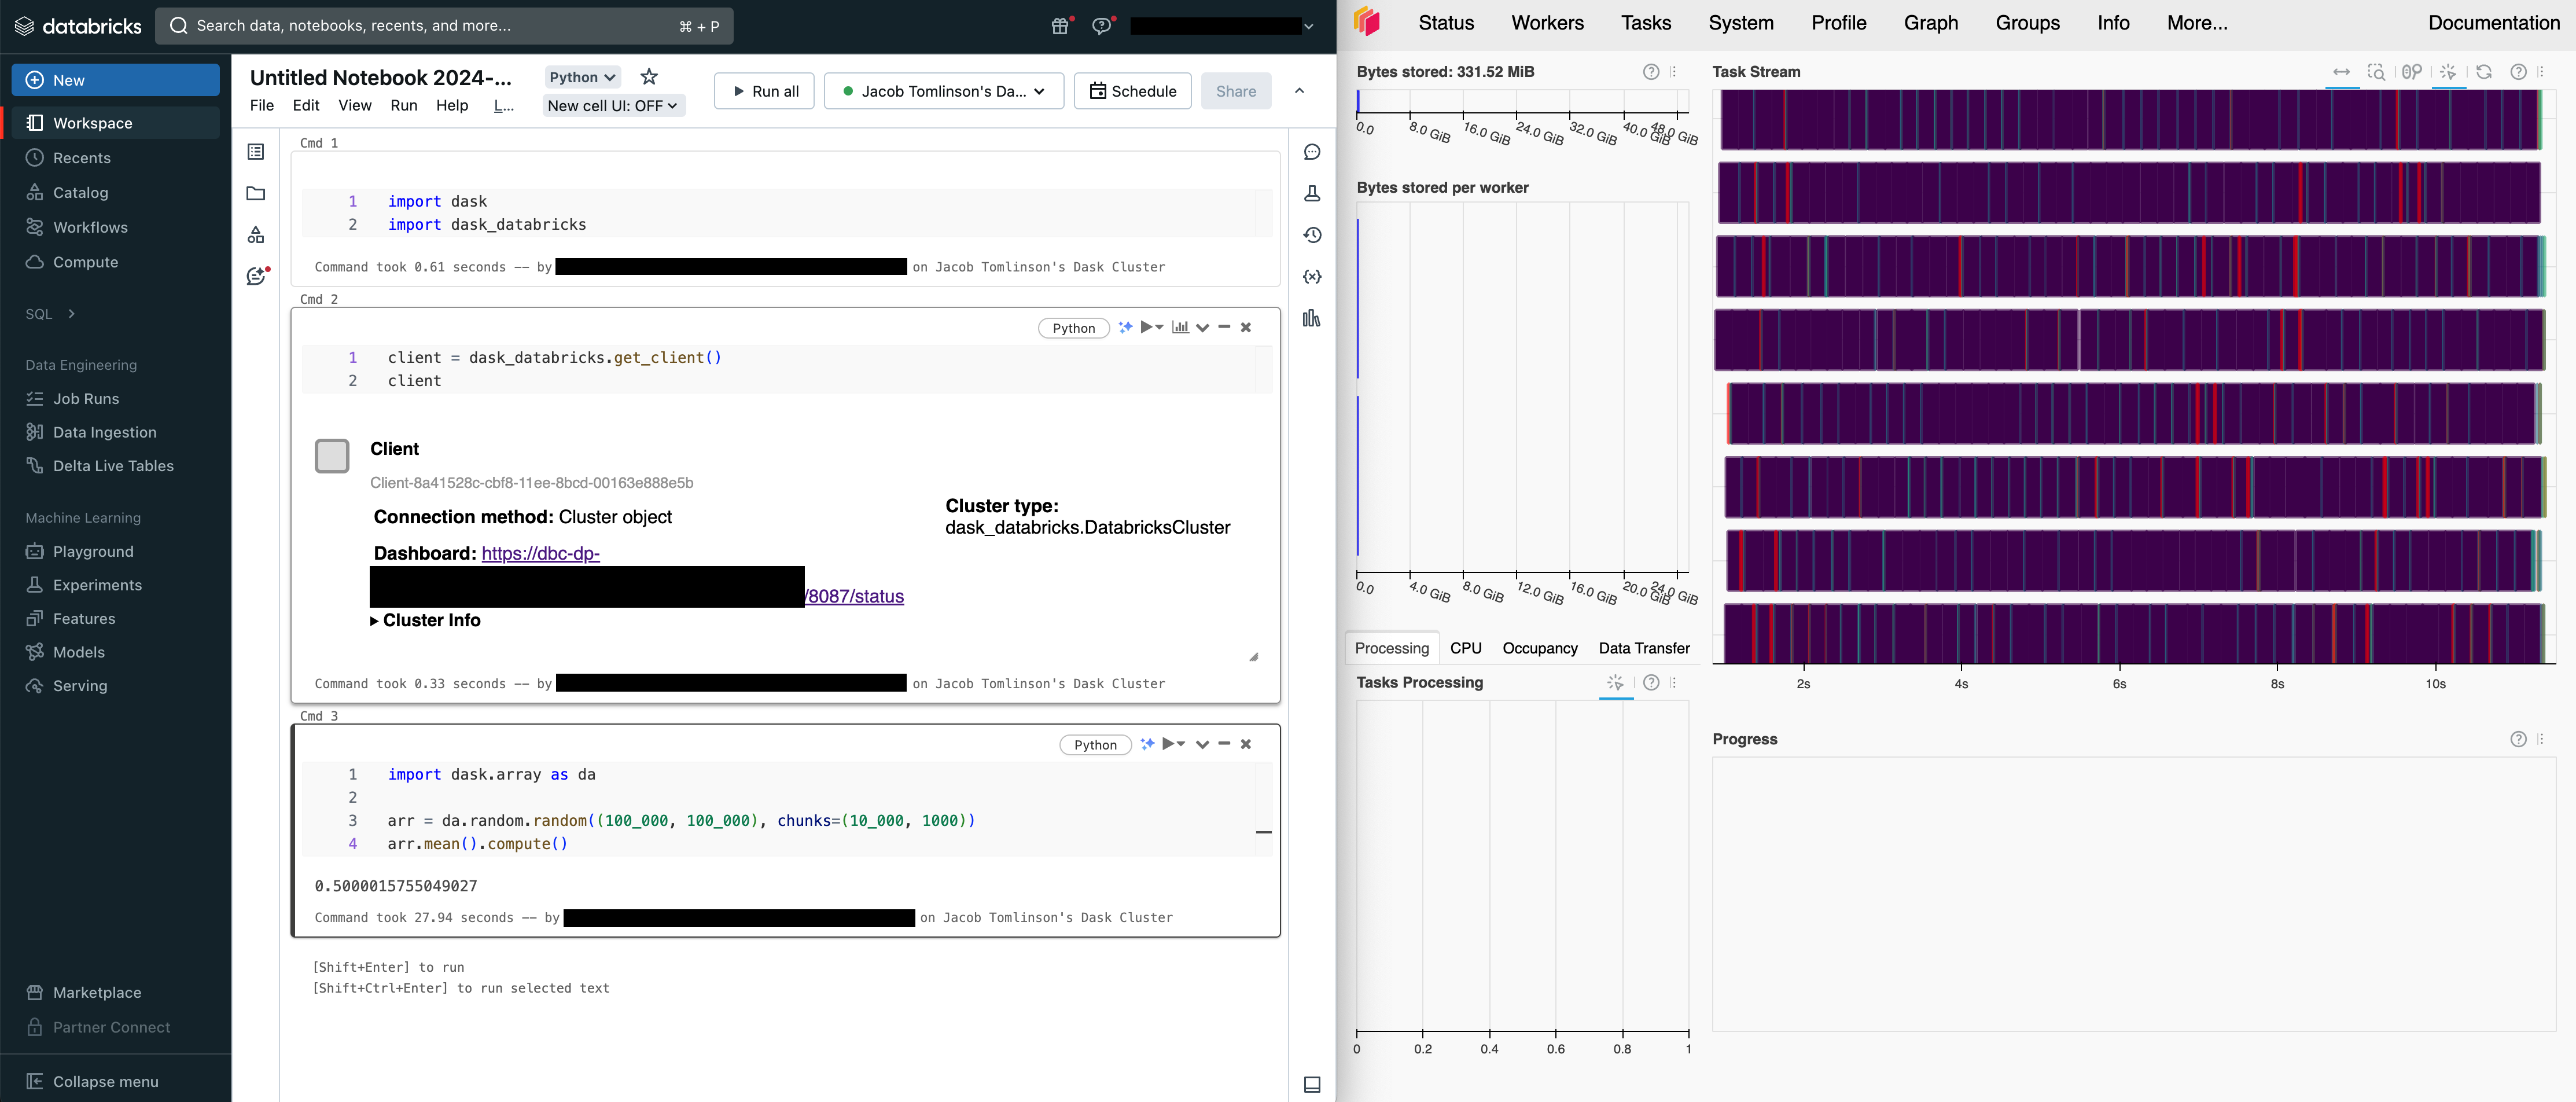 databricks
Search data, notebooks, recents, and more...
⌘ + P
New
Workspace
Recents
Catalog
Workflows
Compute
SQL
Data Engineering
Job Runs
Data Ingestion
Delta Live Tables
Machine Learning
Playground
Experiments
Features
Models
Serving
Marketplace
Partner Connect
Collapse menu
Untitled Notebook 2024-... Python
File Edit View Run Help L... New cell UI: OFF
Run all Jacob Tomlinson's Da... Schedule Share
Cmd 1
1 import dask
2 import dask_databricks
Command took 0.61 seconds -- by on Jacob Tomlinson's Dask Cluster
Cmd 2
Python
1 client = dask_databricks.get_client()
2 client
Client
Client-8a41528c-cbf8-11ee-8bcd-00163e888e5b
Connection method: Cluster object
Cluster type:
dask_databricks.DatabricksCluster
Dashboard: https://dbc-dp-
/8087/status
Cluster Info
Command took 0.33 seconds -- by on Jacob Tomlinson's Dask Cluster
Cmd 3
Python
1 import dask.array as da
2
3 arr = da.random.random((100_000, 100_000), chunks=(10_000, 1000))
4 arr.mean().compute()
0.5000015755049027
Command took 27.94 seconds -- by on Jacob Tomlinson's Dask Cluster
[Shift+Enter] to run
[Shift+Ctrl+Enter] to run selected text
Status Workers Tasks System Profile Graph Groups Info More... Documentation
Bytes stored: 331.52 MiB
0.0 8.0 GiB 16.0 GiB 24.0 GiB 32.0 GiB 40.0 GiB 48.0 GiB
Bytes stored per worker
0.0 4.0 GiB 8.0 GiB 12.0 GiB 16.0 GiB 20.0 GiB 24.0 GiB
Processing CPU Occupancy Data Transfer
Tasks Processing
0 0.2 0.4 0.6 0.8 1
Task Stream
2s 4s 6s 8s 10s
Progress